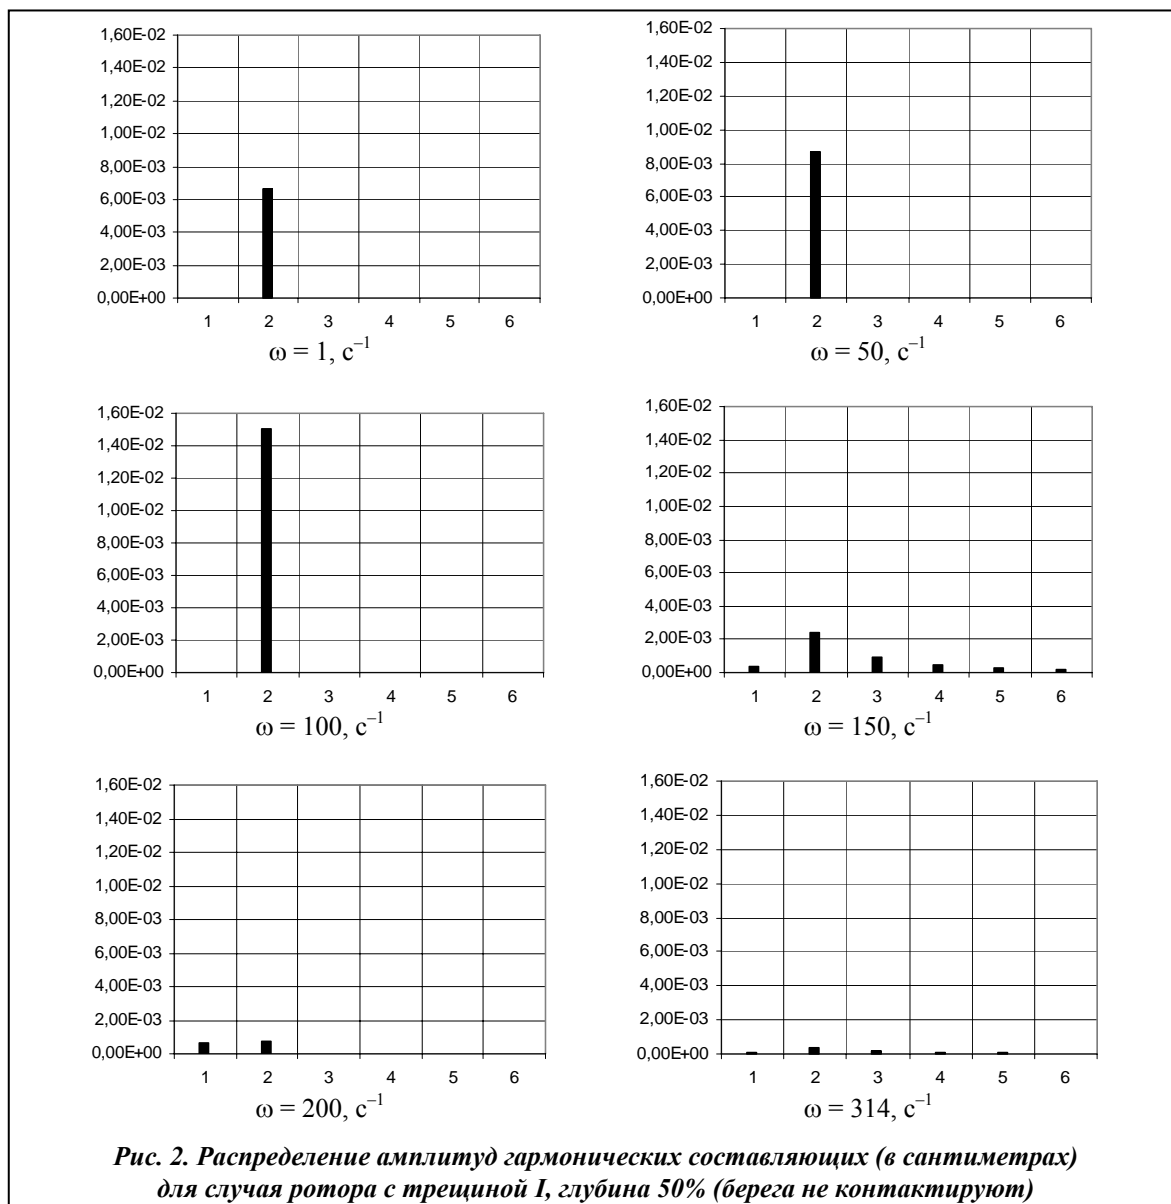 1,60E-02
1,40E-02
1,20E-02
1,00E-02
8,00E-03
6,00E-03
4,00E-03
2,00E-03
0,00E+00
1 2 3 4 5 6
ω = 1, с⁻¹
1,60E-02
1,40E-02
1,20E-02
1,00E-02
8,00E-03
6,00E-03
4,00E-03
2,00E-03
0,00E+00
1 2 3 4 5 6
ω = 50, с⁻¹
1,60E-02
1,40E-02
1,20E-02
1,00E-02
8,00E-03
6,00E-03
4,00E-03
2,00E-03
0,00E+00
1 2 3 4 5 6
ω = 100, с⁻¹
1,60E-02
1,40E-02
1,20E-02
1,00E-02
8,00E-03
6,00E-03
4,00E-03
2,00E-03
0,00E+00
1 2 3 4 5 6
ω = 150, с⁻¹
1,60E-02
1,40E-02
1,20E-02
1,00E-02
8,00E-03
6,00E-03
4,00E-03
2,00E-03
0,00E+00
1 2 3 4 5 6
ω = 200, с⁻¹
1,60E-02
1,40E-02
1,20E-02
1,00E-02
8,00E-03
6,00E-03
4,00E-03
2,00E-03
0,00E+00
1 2 3 4 5 6
ω = 314, с⁻¹
Рис. 2. Распределение амплитуд гармонических составляющих (в сантиметрах)
для случая ротора с трещиной I, глубина 50% (берега не контактируют)